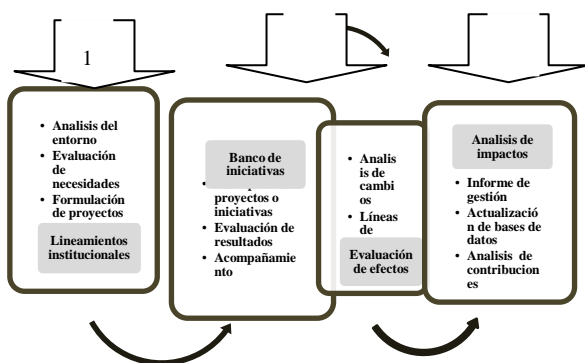 1
• Analisis del
entorno
• Evaluación
de
necesidades
• Formulación
de proyectos
Lineamientos
institucionales
Banco de
iniciativas
proyectos o
iniciativas
• Evaluación de
resultados
• Acompañamie
nto
• Analis
is de
cambi
os
• Líneas
de
Evaluación
de efectos
Analisis de
impactos
• Informe de
gestión
• Actualizació
n de bases de
datos
• Analisis de
contribucion
es